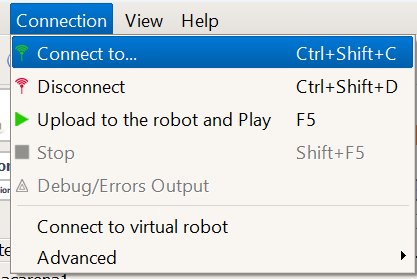 Connection View Help
Connect to... Ctrl+Shift+C
Disconnect Ctrl+Shift+D
Upload to the robot and Play F5
Stop Shift+F5
Debug/Errors Output
Connect to virtual robot
Advanced